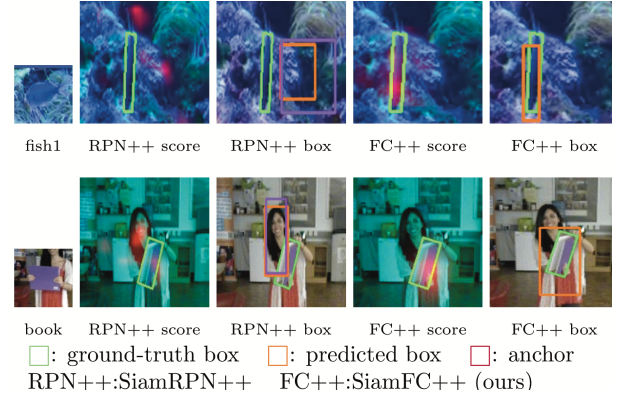 fish1 RPN++ score RPN++ box FC++ score FC++ box
book RPN++ score RPN++ box FC++ score FC++ box
: ground-truth box : predicted box : anchor
RPN++:SiamRPN++ FC++:SiamFC++ (ours)